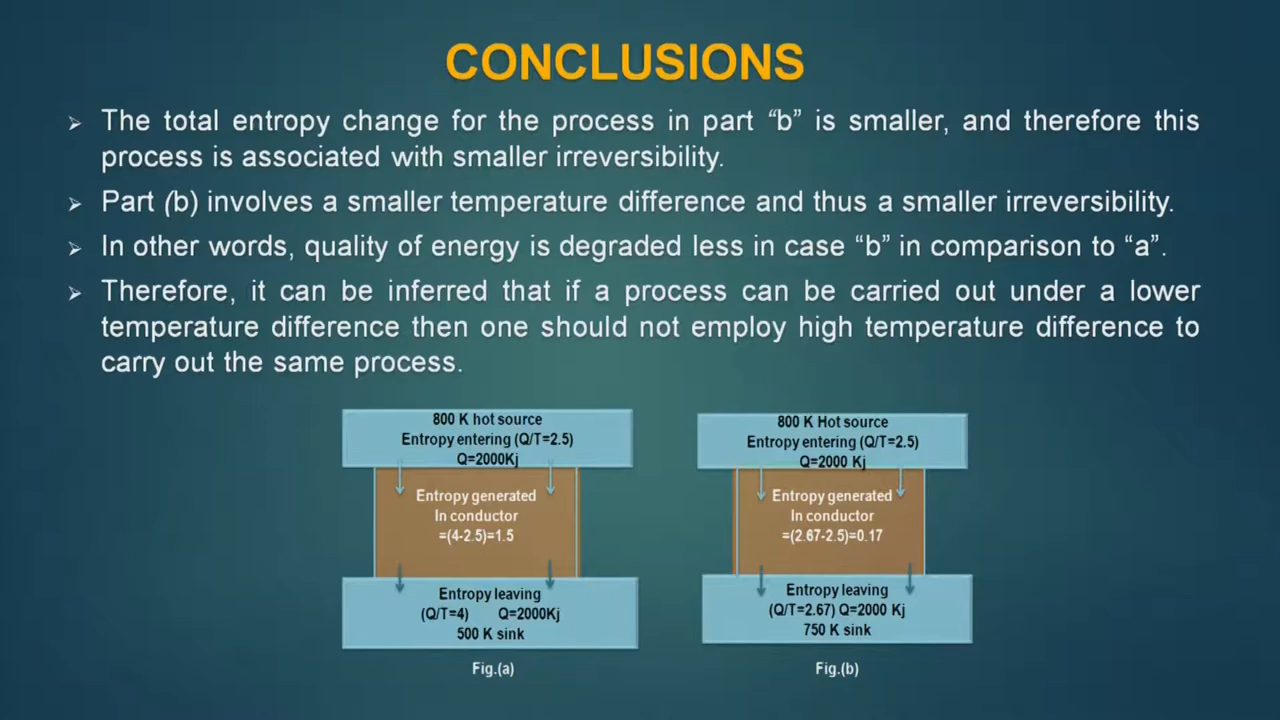 CONCLUSIONS
➢ The total entropy change for the process in part “b” is smaller, and therefore this
process is associated with smaller irreversibility.
➢ Part (b) involves a smaller temperature difference and thus a smaller irreversibility.
➢ In other words, quality of energy is degraded less in case “b” in comparison to “a”.
➢ Therefore, it can be inferred that if a process can be carried out under a lower
temperature difference then one should not employ high temperature difference to
carry out the same process.
800 K hot source
Entropy entering (Q/T=2.5)
Q=2000Kj
Entropy generated
In conductor
=(4-2.5)=1.5
Entropy leaving
(Q/T=4) Q=2000Kj
500 K sink
Fig.(a)
800 K Hot source
Entropy entering (Q/T=2.5)
Q=2000 Kj
Entropy generated
In conductor
=(2.67-2.5)=0.17
Entropy leaving
(Q/T=2.67) Q=2000 Kj
750 K sink
Fig.(b)